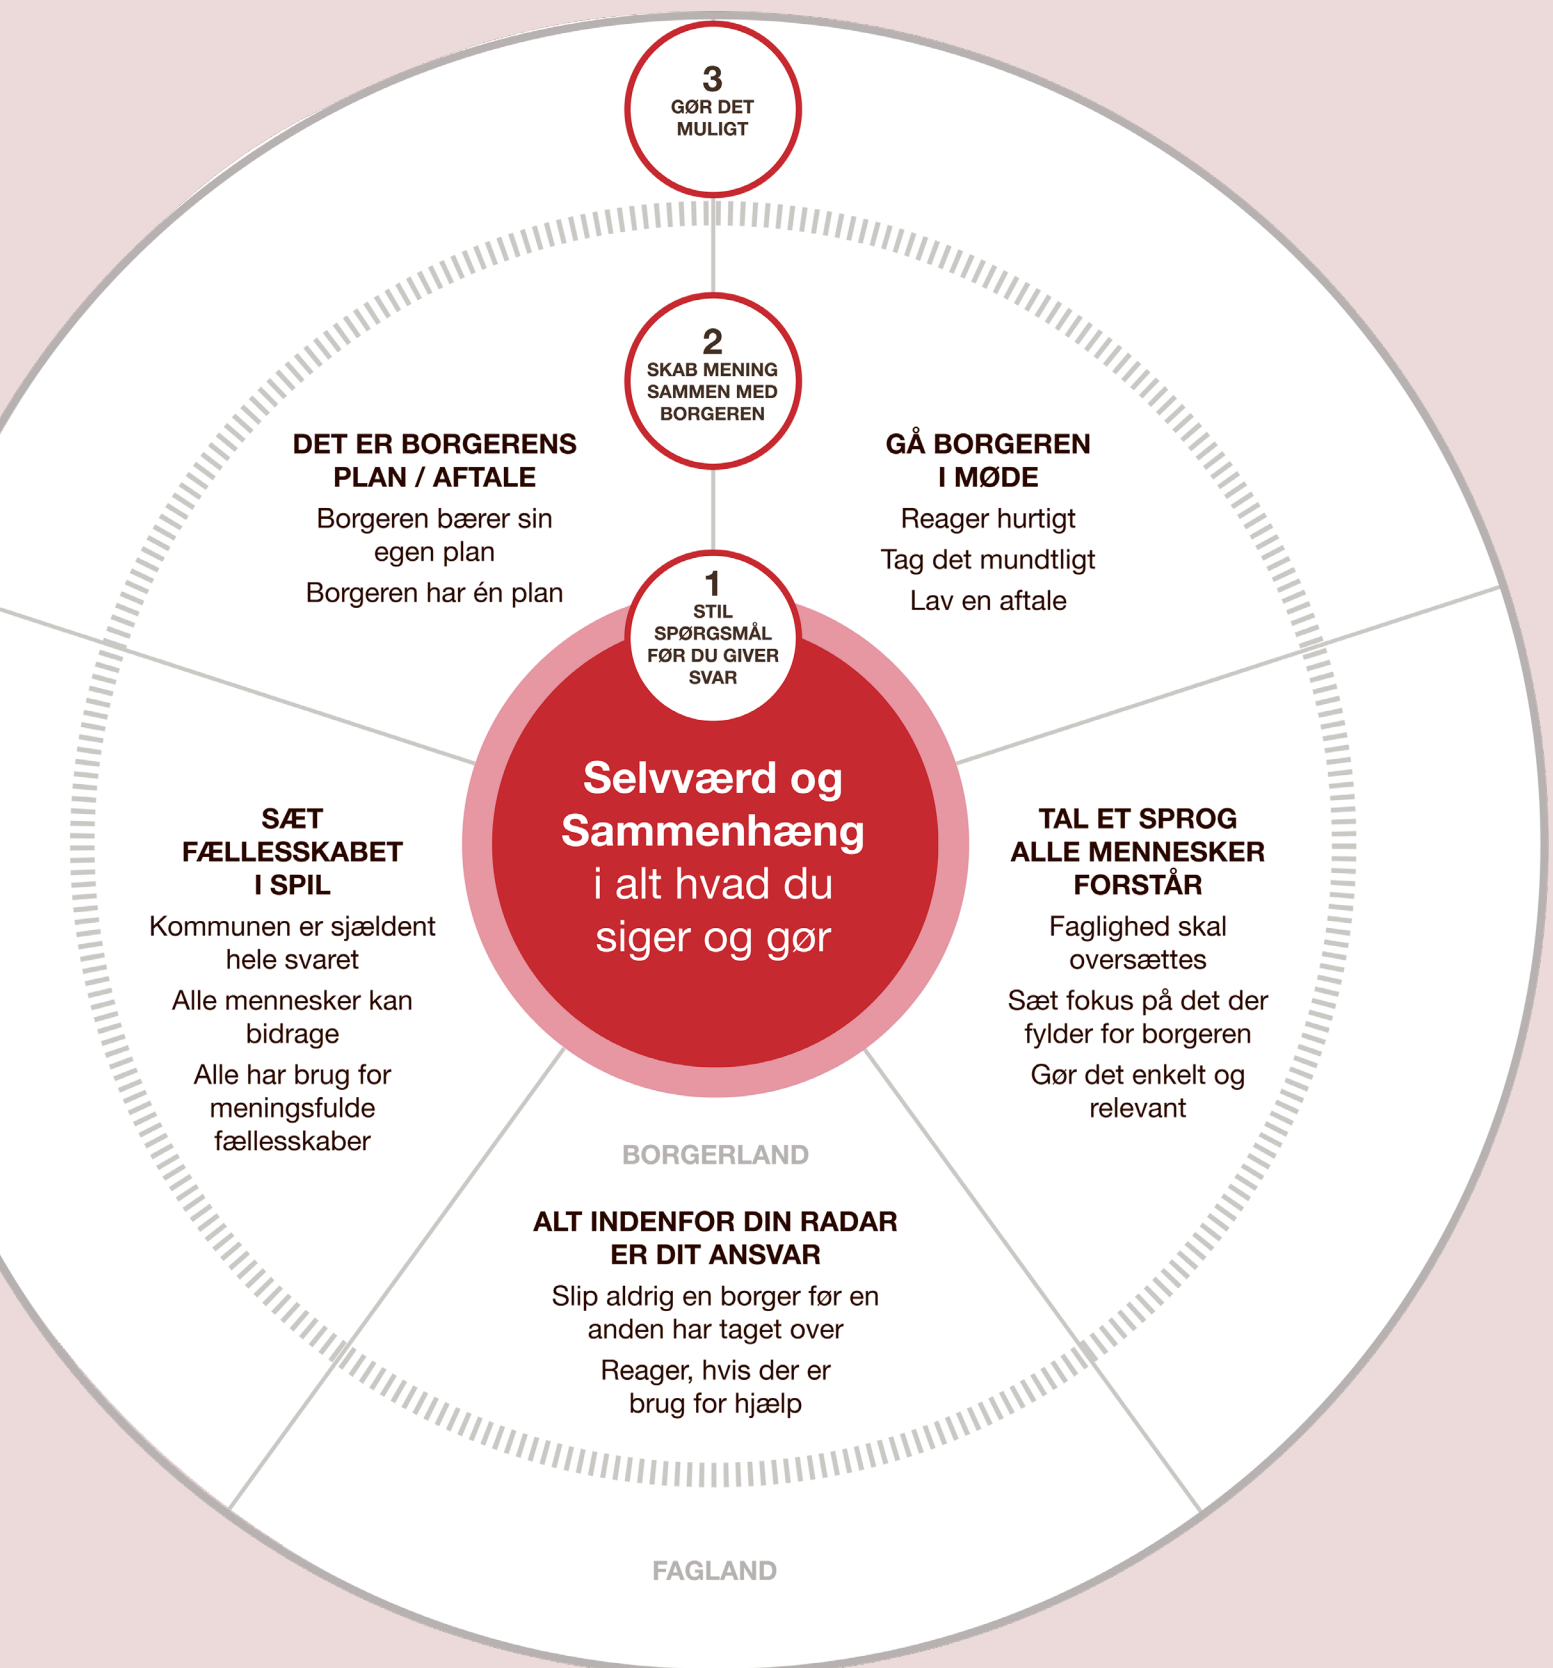 3
GØR DET
MULIGT
2
SKAB MENING
SAMMEN MED
BORGEREN
1
STIL
SPØRGSMÅL
FØR DU GIVER
SVAR
Selvværd og
Sammenhæng
i alt hvad du
siger og gør
DET ER BORGERENS
PLAN / AFTALE
Borgeren bærer sin
egen plan
Borgeren har én plan
GÅ BORGEREN
I MØDE
Reager hurtigt
Tag det mundtligt
Lav en aftale
TAL ET SPROG
ALLE MENNESKER
FORSTÅR
Faglighed skal
oversættes
Sæt fokus på det der
fylder for borgeren
Gør det enkelt og
relevant
SÆT
FÆLLESSKABET
I SPIL
Kommunen er sjældent
hele svaret
Alle mennesker kan
bidrage
Alle har brug for
meningsfulde
fællesskaber
BORGERLAND
ALT INDENFOR DIN RADAR
ER DIT ANSVAR
Slip aldrig en borger før en
anden har taget over
Reager, hvis der er
brug for hjælp
FAGLAND